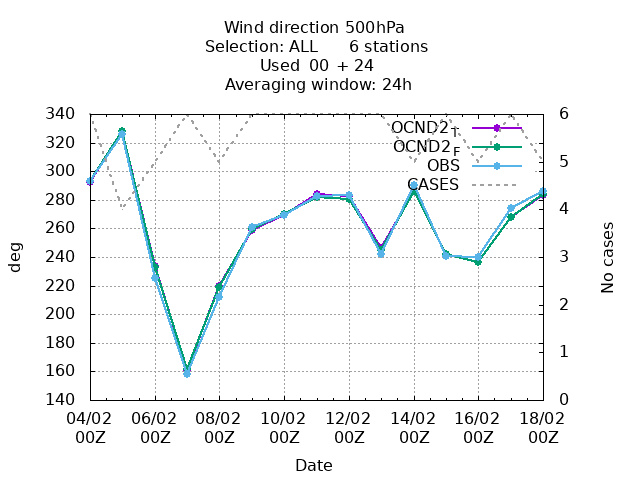 Wind direction 500hPa
Selection: ALL 6 stations
Used 00 + 24
Averaging window: 24h
OCND2_T
OCND2_F
OBS
CASES
340
320
300
280
260
240
220
200
180
160
140
deg
6
5
4
3
2
1
0
No cases
04/02 06/02 08/02 10/02 12/02 14/02 16/02 18/02
00Z 00Z 00Z 00Z 00Z 00Z 00Z 00Z
Date